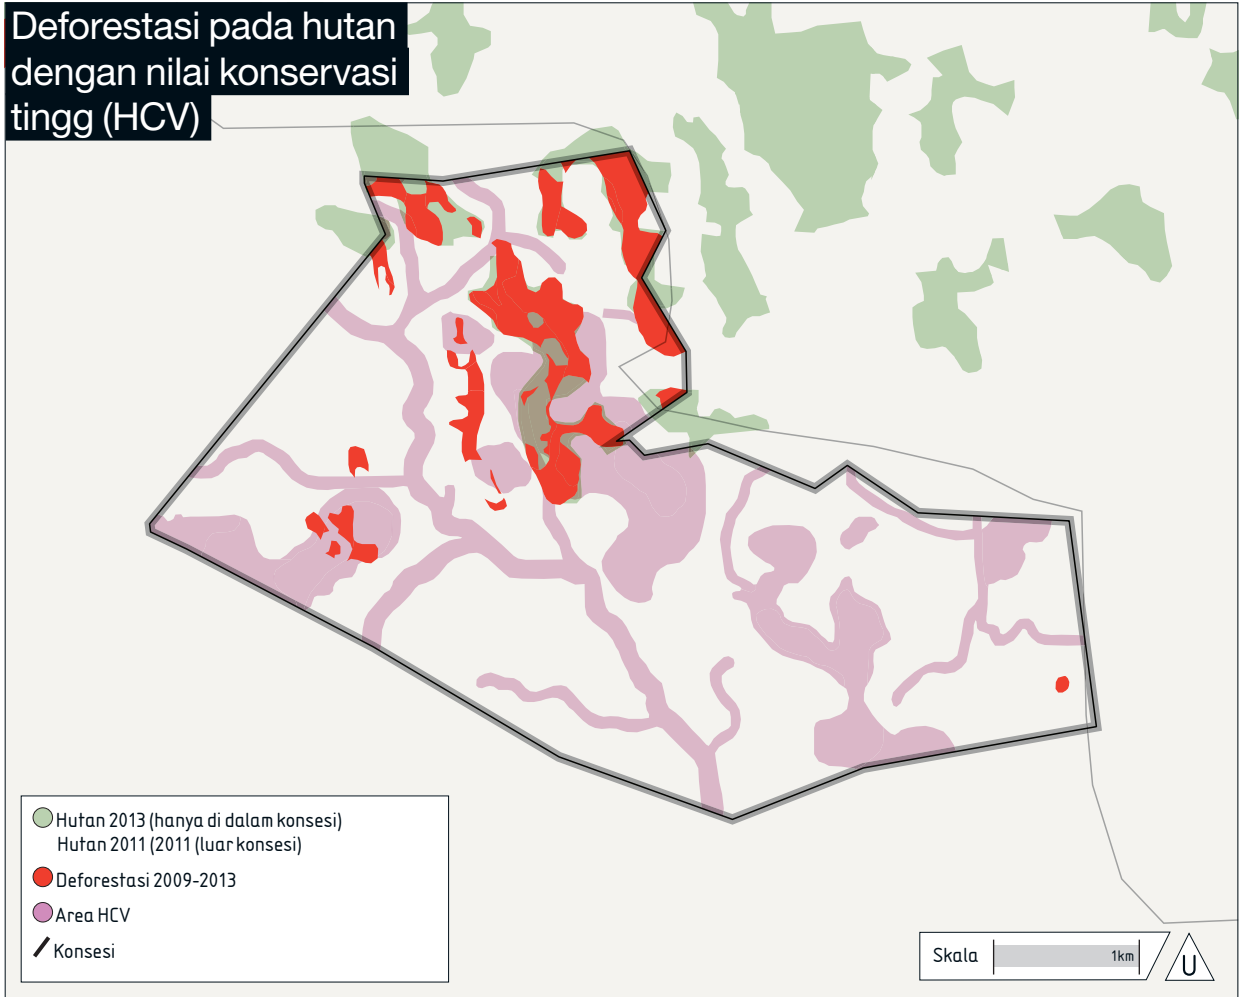 Deforestasi pada hutan
dengan nilai konservasi
tingg (HCV)
Hutan 2013 (hanya di dalam konsesi)
Hutan 2011 (2011 (luar konsesi)
Deforestasi 2009-2013
Area HCV
Konsesi
Skala
1km
U